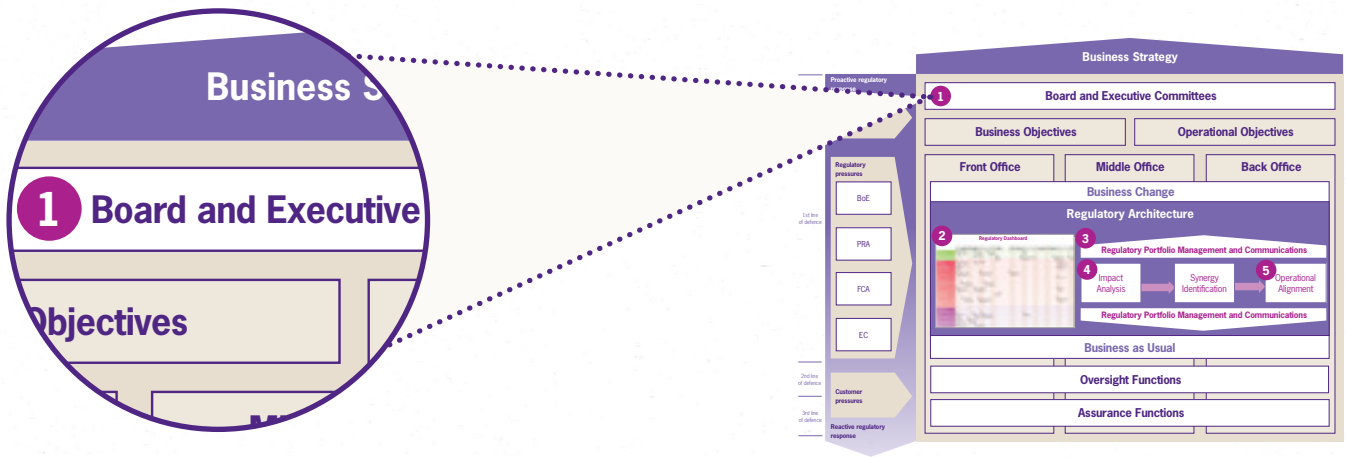 Business S
1 Board and Executive
Objectives
Business Strategy
Proactive regulatory
1 Board and Executive Committees
Business Objectives
Operational Objectives
Front Office
Middle Office
Back Office
Business Change
Regulatory Architecture
2 Regulatory Dashboard
3
Regulatory Portfolio Management and Communications
4 Impact
Analysis
Synergy
Identification
5 Operational
Alignment
Regulatory Portfolio Management and Communications
Business as Usual
Oversight Functions
Assurance Functions
Regulatory
pressures
BoE
PRA
FCA
EC
Customer
pressures
Reactive regulatory
response
1st line
of defence
2nd line
of defence
3rd line
of defence